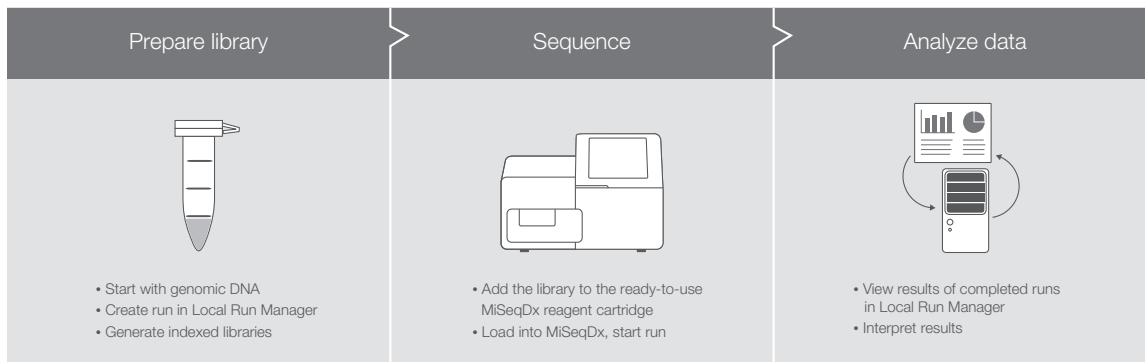 Prepare library
Sequence
Analyze data
• Start with genomic DNA
• Create run in Local Run Manager
• Generate indexed libraries
• Add the library to the ready-to-use
MiSeqDx reagent cartridge
• Load into MiSeqDx, start run
• View results of completed runs
in Local Run Manager
• Interpret results